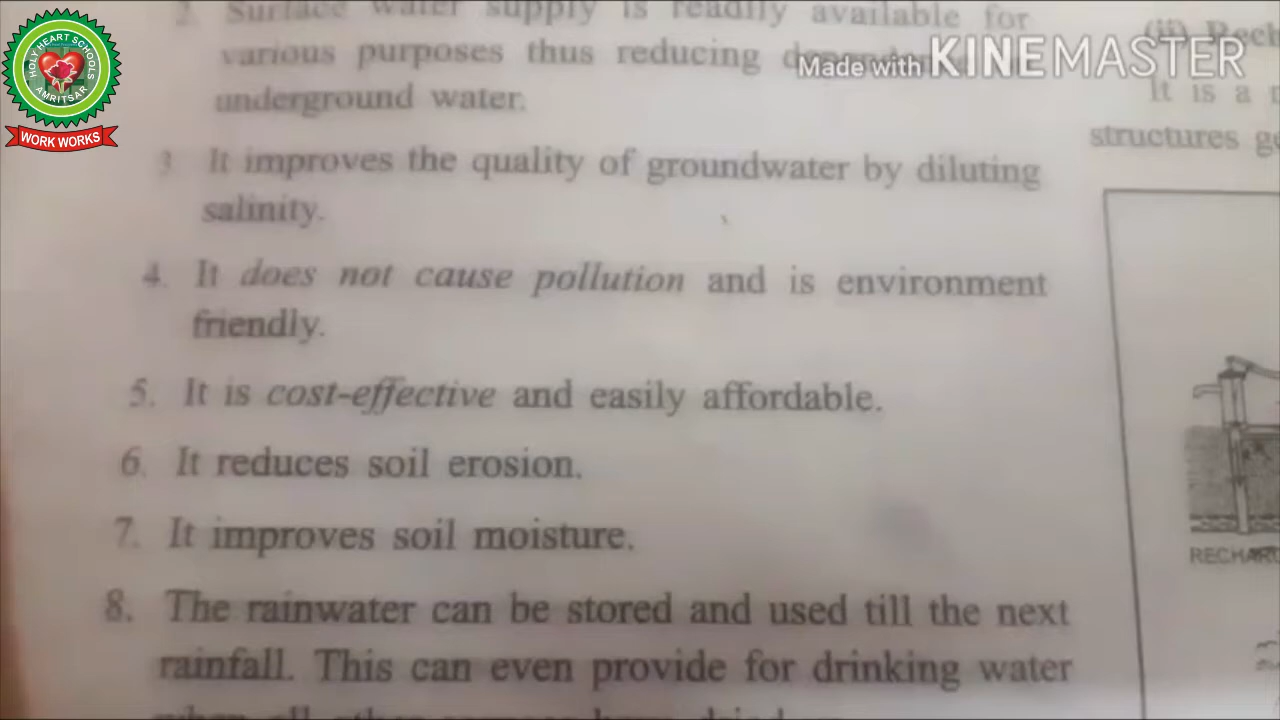 HOLY HEART SCHOOLS
AMRITSAR
WORK WORKS
Made with KINEMASTER
2. Surface water supply is readily available for
various purposes thus reducing
underground water.
3. It improves the quality of groundwater by diluting
salinity.
4. It does not cause pollution and is environment
friendly.
5. It is cost-effective and easily affordable.
6. It reduces soil erosion.
7. It improves soil moisture.
8. The rainwater can be stored and used till the next
rainfall. This can even provide for drinking water
(ii) Rech
It is a
structures
RECHAR